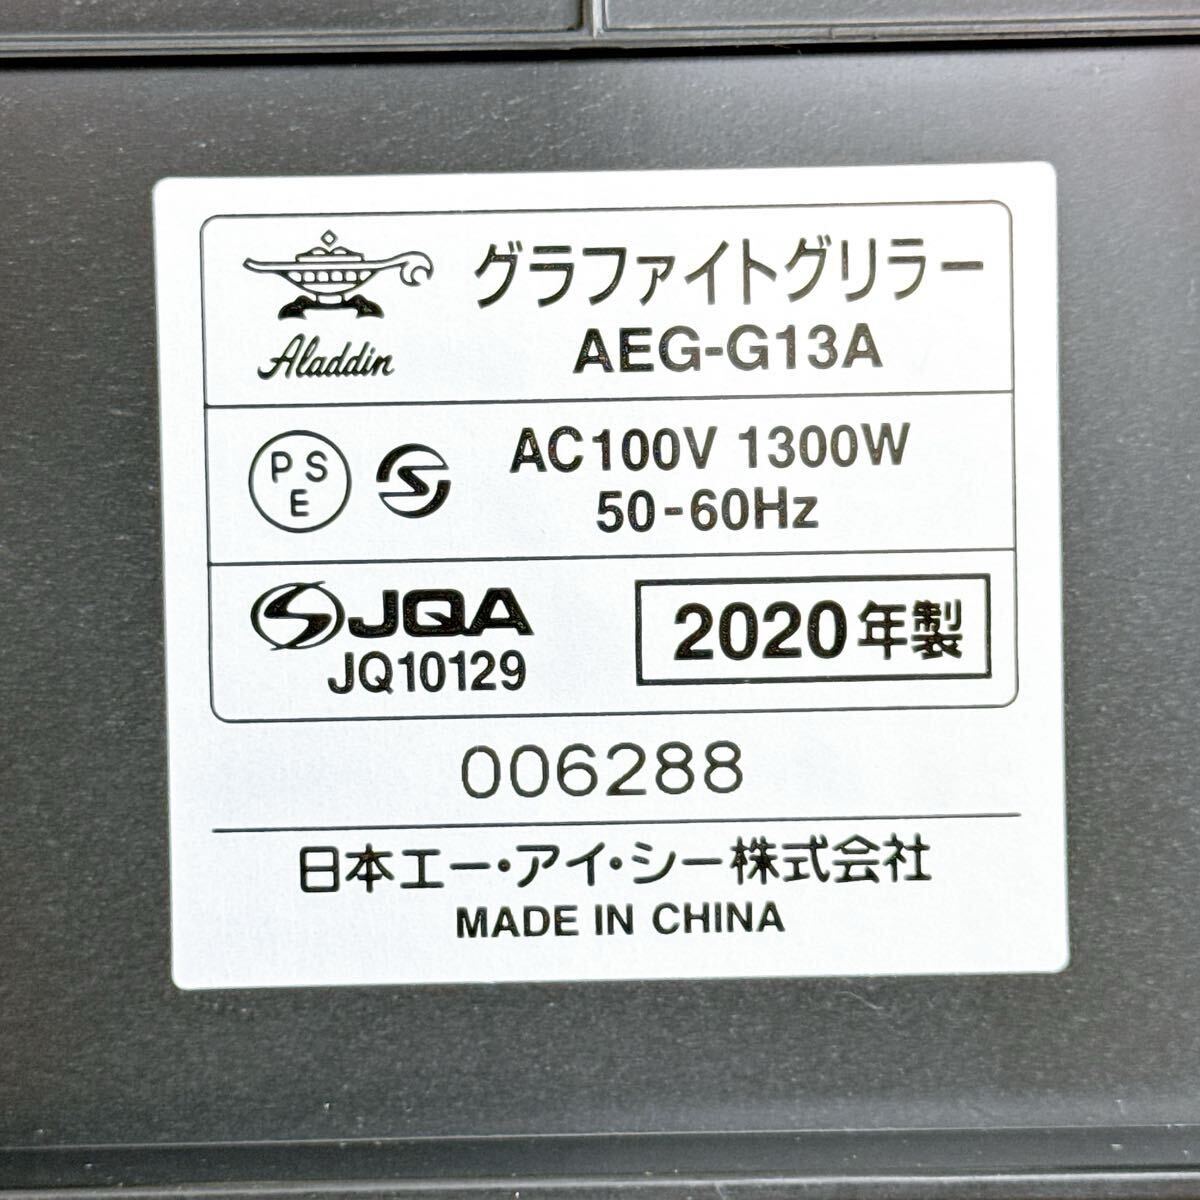 グラファイトグリラー
Aladdin
AEG-G13A
PSE
AC100V 1300W
50-60Hz
JQA
JQ10129
2020年製
006288
日本エー・アイ・シー株式会社
MADE IN CHINA